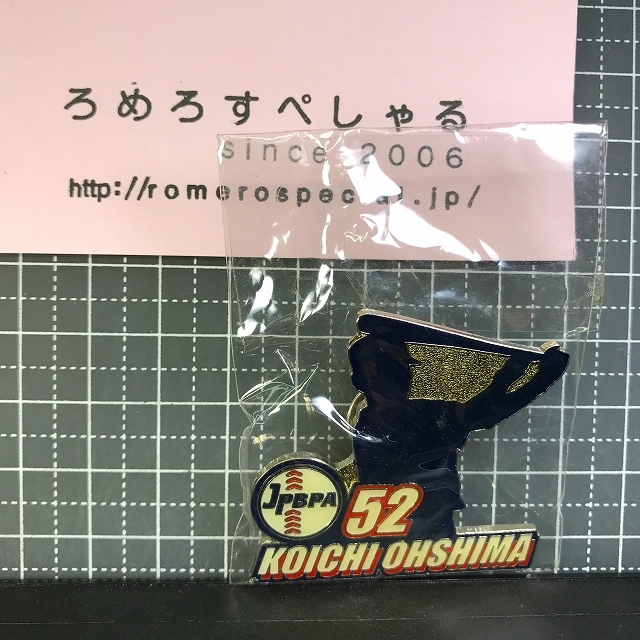 ろめろすぺしゃる
since 2006
http://romerospecial.jp/
JPBPA
52
KOICHI OHSHIMA